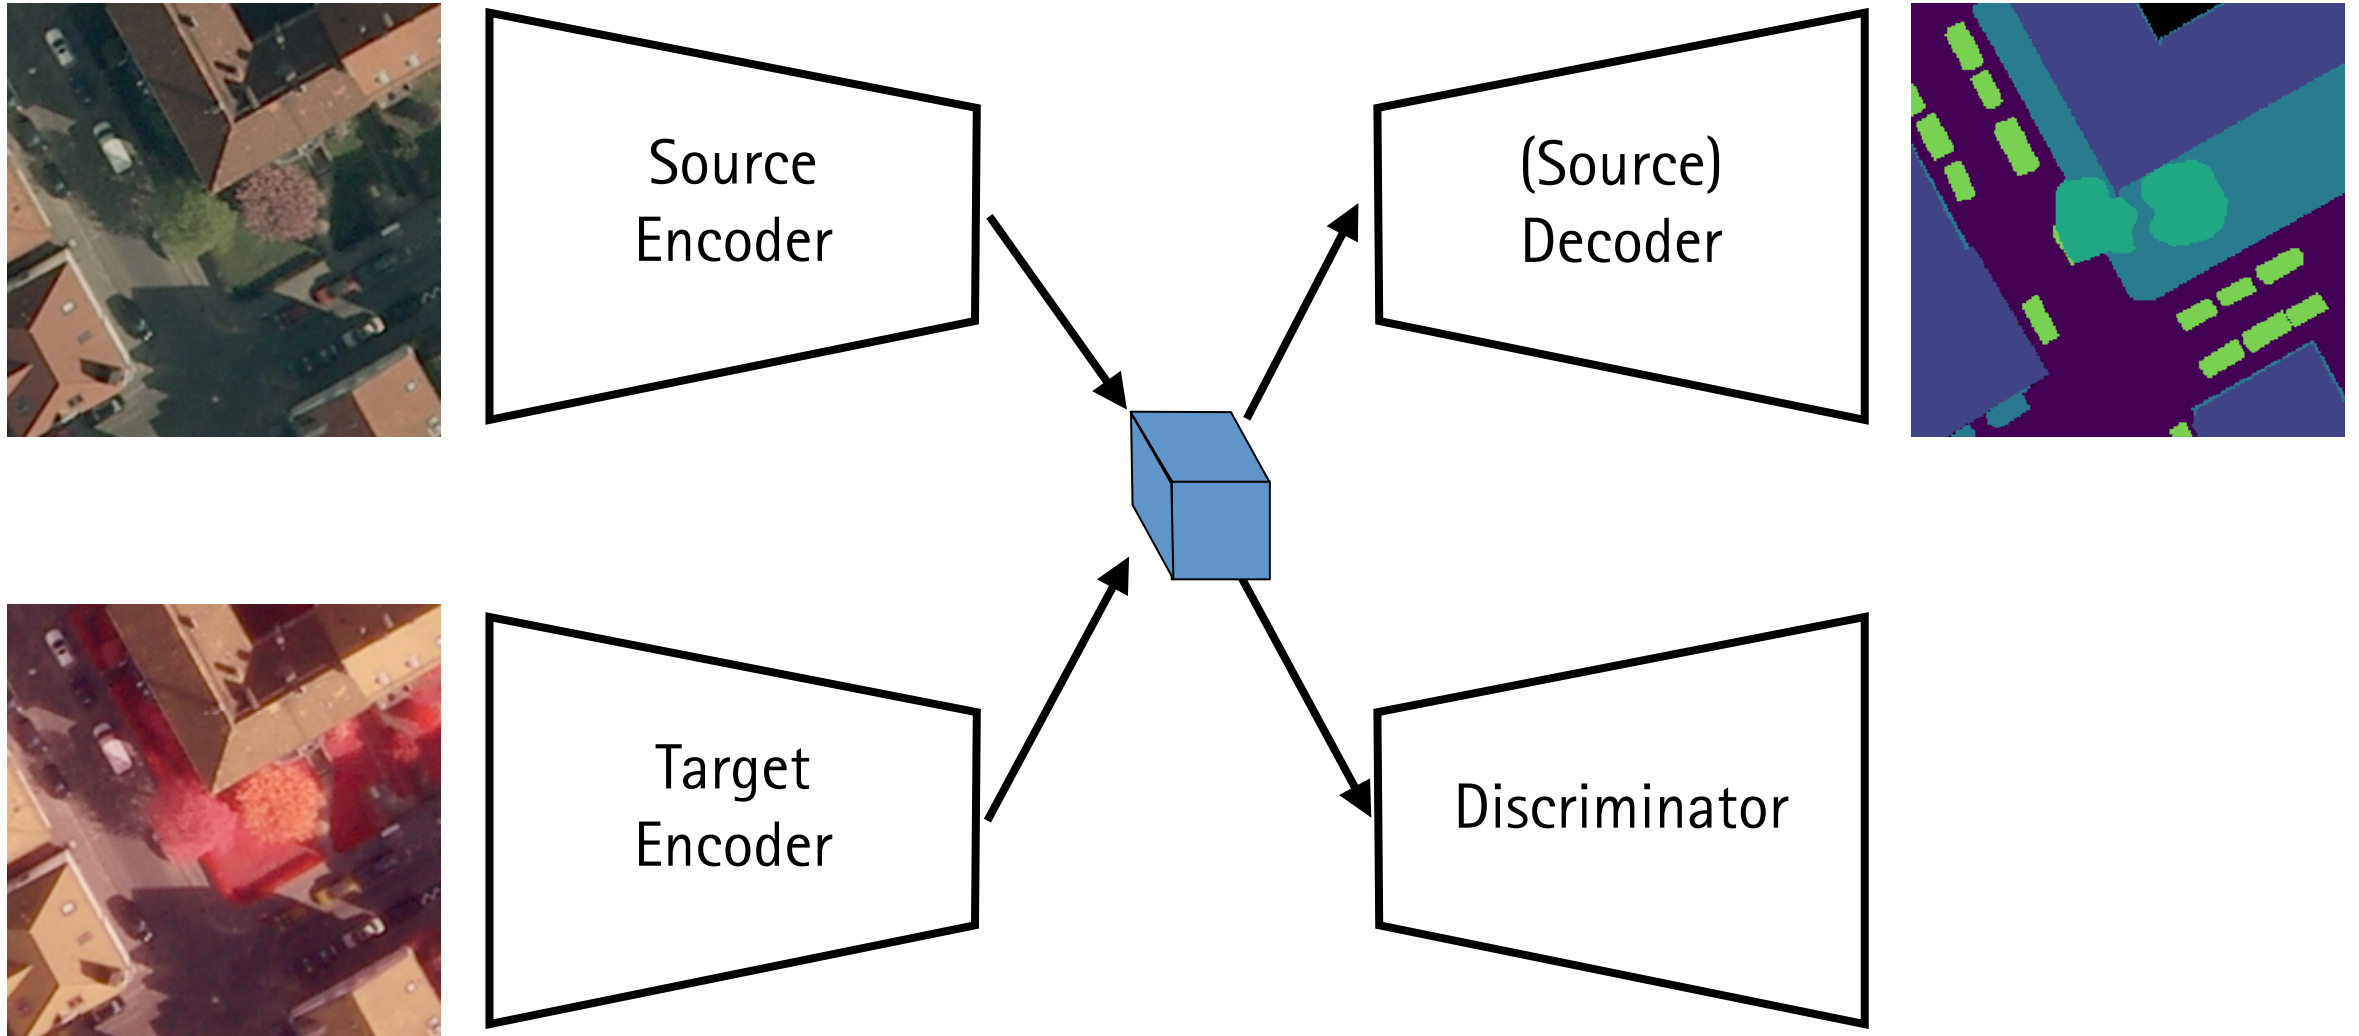 Source
Encoder
(Source)
Decoder
Target
Encoder
Discriminator